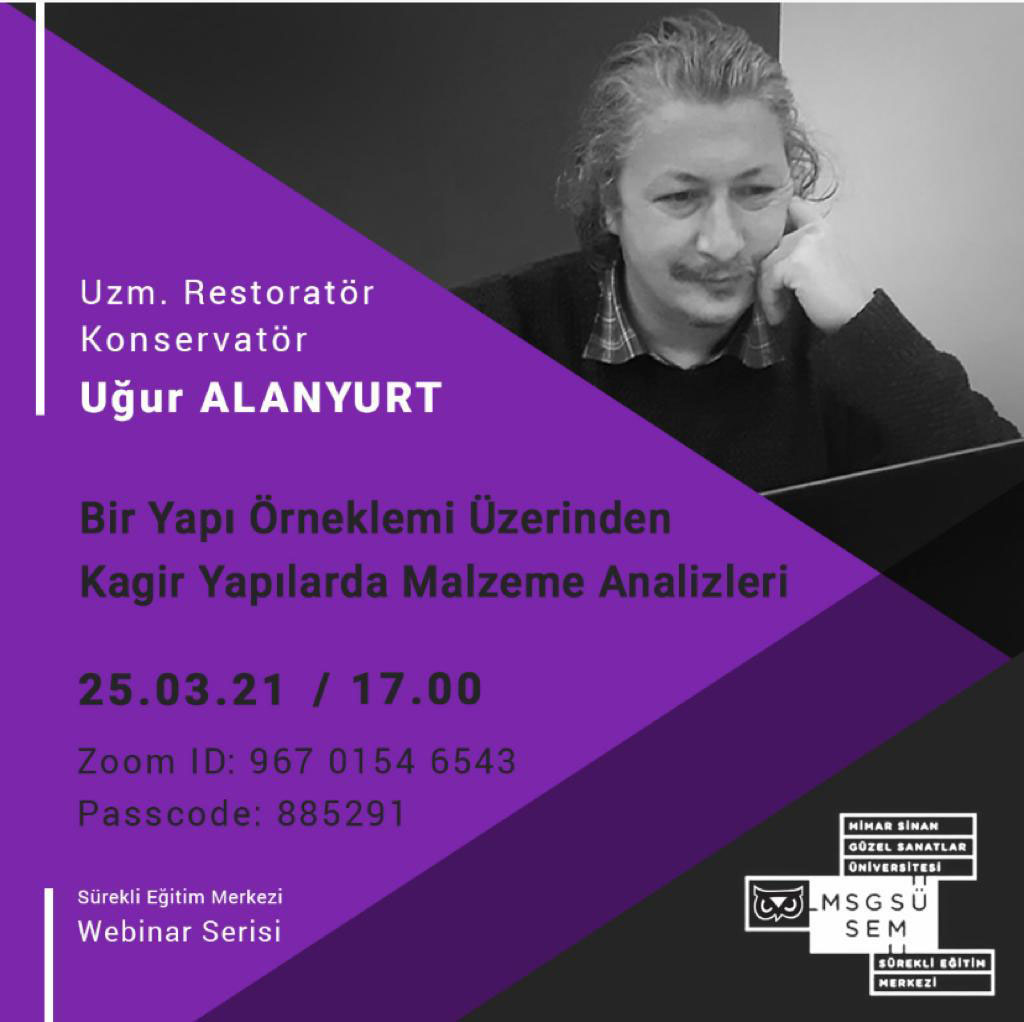 Uzm. Restoratör
Konservatör
Uğur ALANYURT
Bir Yapı Örneklemi Üzerinden
Kagir Yapılarda Malzeme Analizleri
25.03.21 / 17.00
Zoom ID: 967 0154 6543
Passcode: 885291
Sürekli Eğitim Merkezi
Webinar Serisi
MİMAR SİNAN
GÜZEL SANATLAR
ÜNİVERSİTESİ
MSGSÜ
SEM
SÜREKLİ EĞİTİM
MERKEZİ